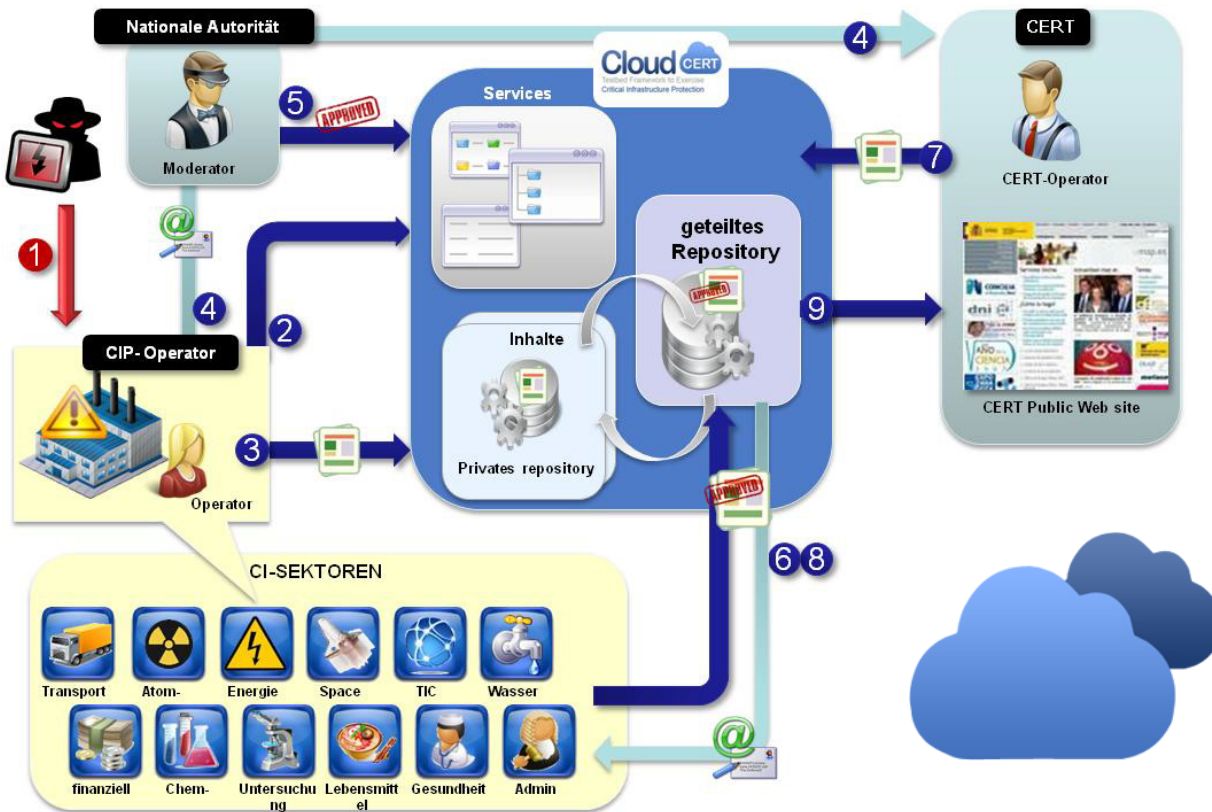 Nationale Autorität
4
CERT
Cloud CERT
Testbed Framework to Exercise
Critical Infrastructure Protection
Services
5
APPROVED
Moderator
7
CERT-Operator
geteiltes
Repository
1
4
2
APPROVED
9
CIP-Operator
Inhalte
CERT Public Web site
3
Privates repository
Operator
APPROVED
6 8
CI-SEKTOREN
Transport
Atom-
Energie
Space
TIC
Wasser
finanziell
Chem-
Untersuchu
ng
Lebensmitt
el
Gesundheit
Admin